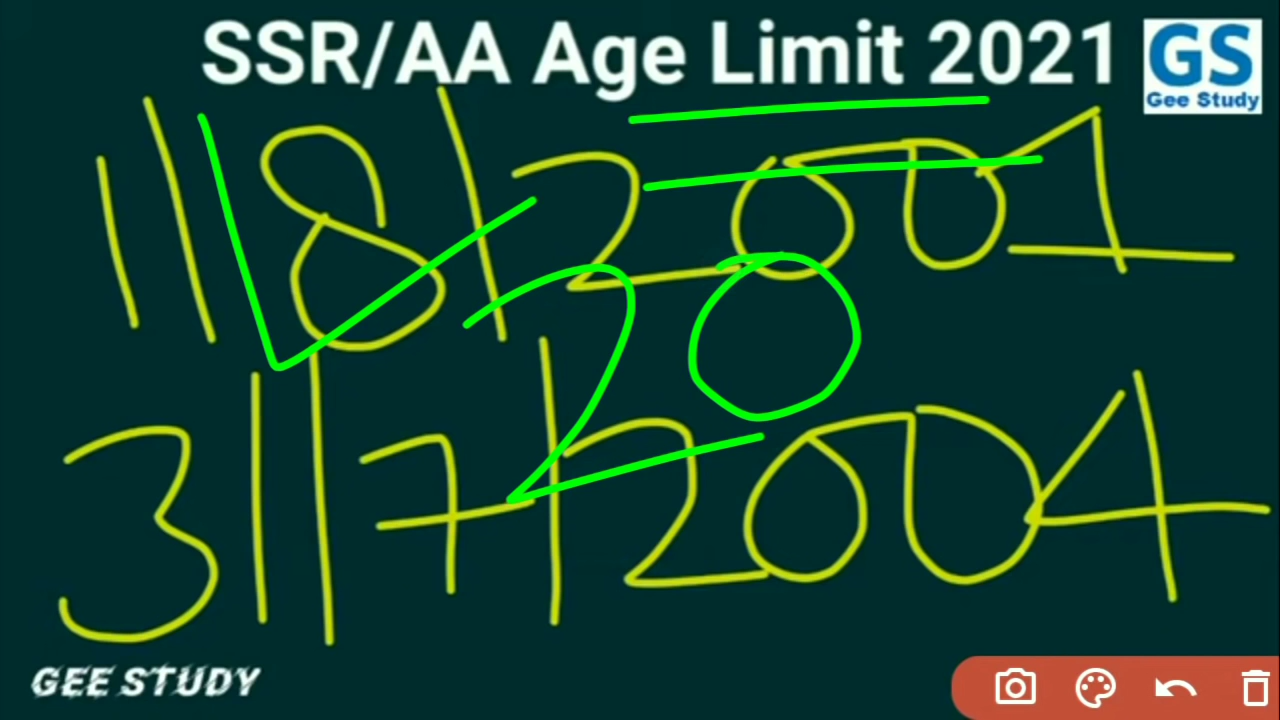 SSR/AA Age Limit 2021
GS
Gee Study
1/8/2001
20
31/7/2004
GEE STUDY